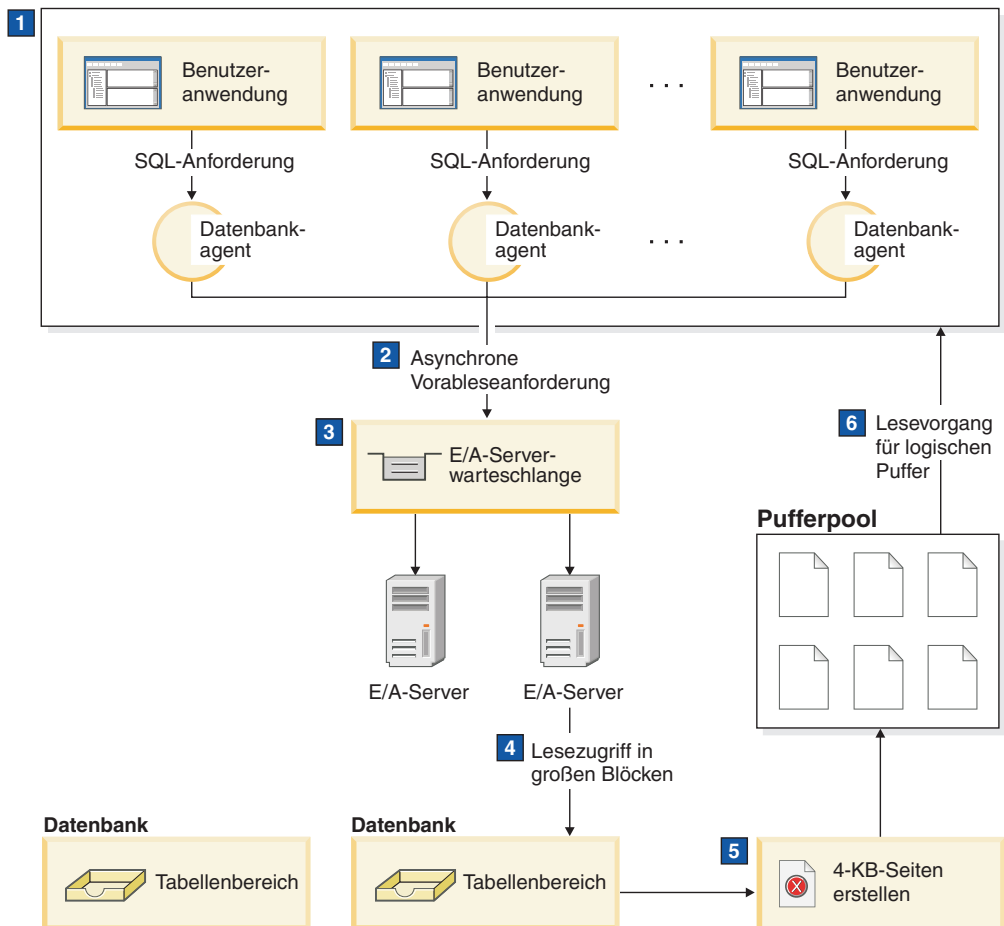 1
Benutzer-
anwendung
Benutzer-
anwendung
. . .
Benutzer-
anwendung
SQL-Anforderung
SQL-Anforderung
SQL-Anforderung
Datenbank-
agent
Datenbank-
agent
. . .
Datenbank-
agent
2 Asynchrone
Vorableseanforderung
3
E/A-Server-
warteschlange
6 Lesevorgang
für logischen
Puffer
Pufferpool
E/A-Server
E/A-Server
4 Lesezugriff in
großen Blöcken
Datenbank
Tabellenbereich
Datenbank
Tabellenbereich
5
X
4-KB-Seiten
erstellen